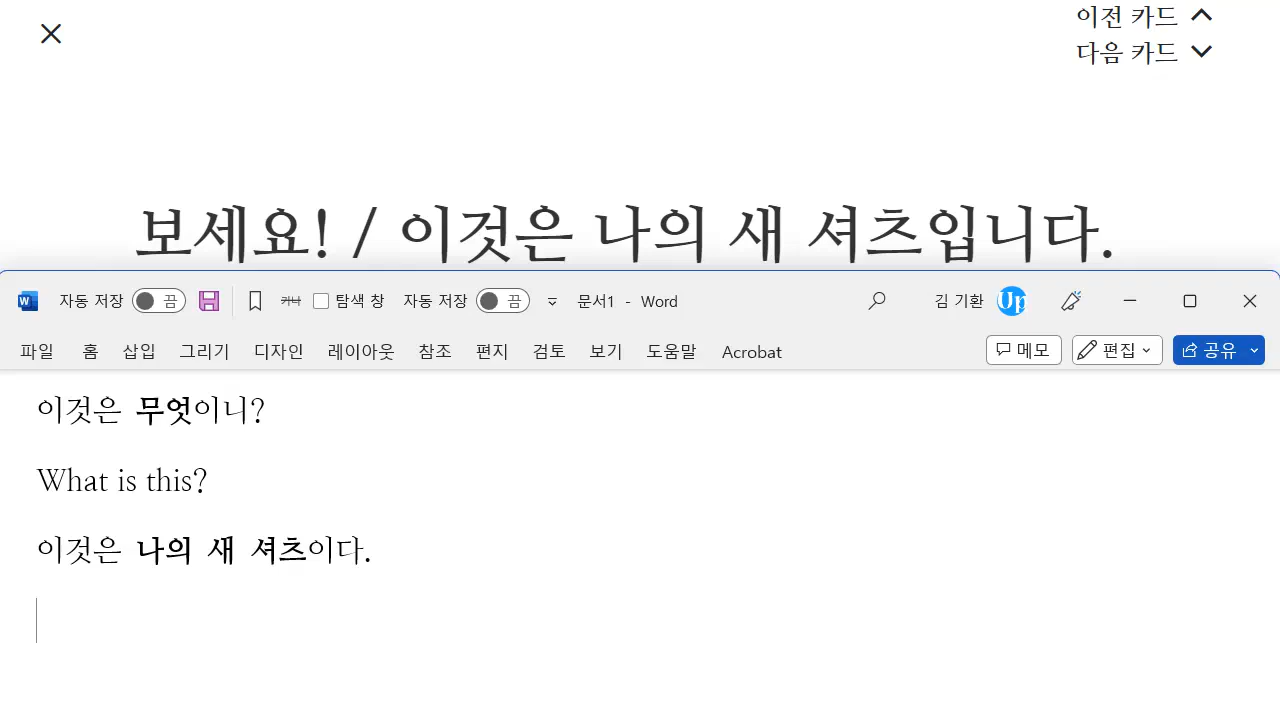 이전 카드
다음 카드
보세요! / 이것은 나의 새 셔츠입니다.
자동 저장 끔 가나 탐색 창 자동 저장 끔 문서1 - Word 김 기환 Up
파일 홈 삽입 그리기 디자인 레이아웃 참조 편지 검토 보기 도움말 Acrobat 메모 편집 공유
이것은 무엇이니?
What is this?
이것은 나의 새 셔츠이다.